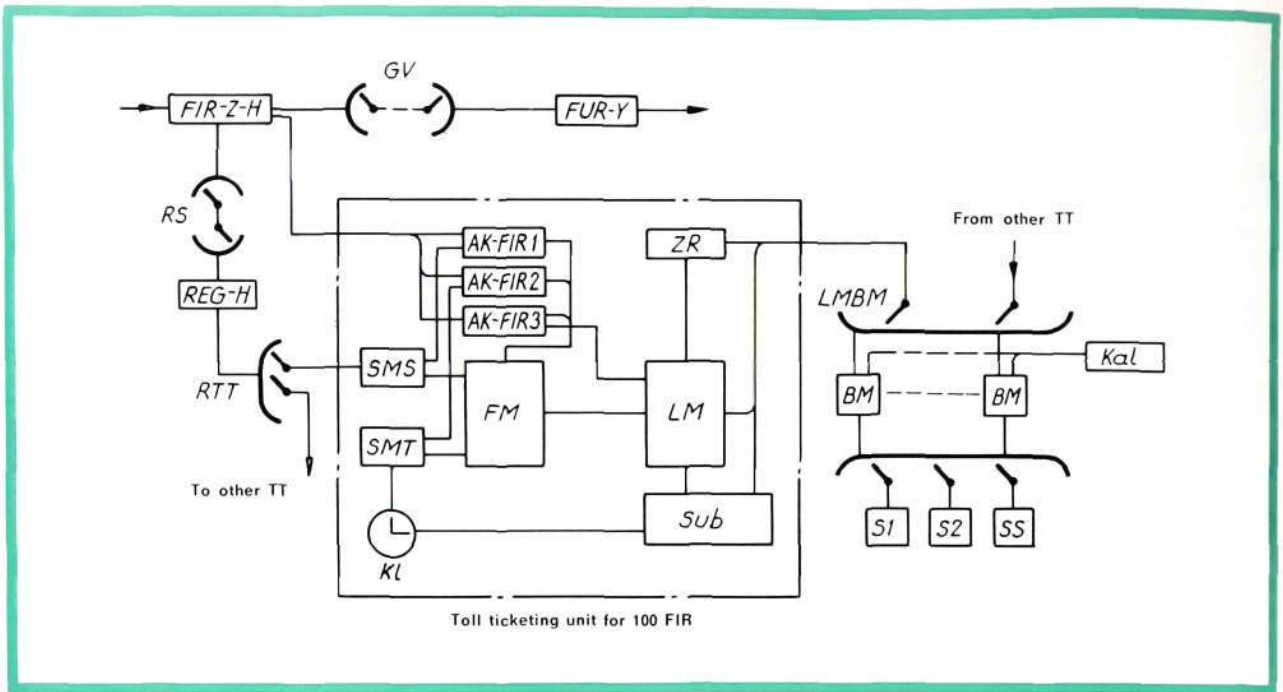 GV
FIR-Z-H
FUR-Y
RS
AK-FIR1
ZR
From other TT
AK-FIR2
REG-H
AK-FIR3
LMBM
Kal
RTT
SMS
FM
LM
BM
BM
SMT
To other TT
Sub
S1
S2
SS
Kl
Toll ticketing unit for 100 FIR